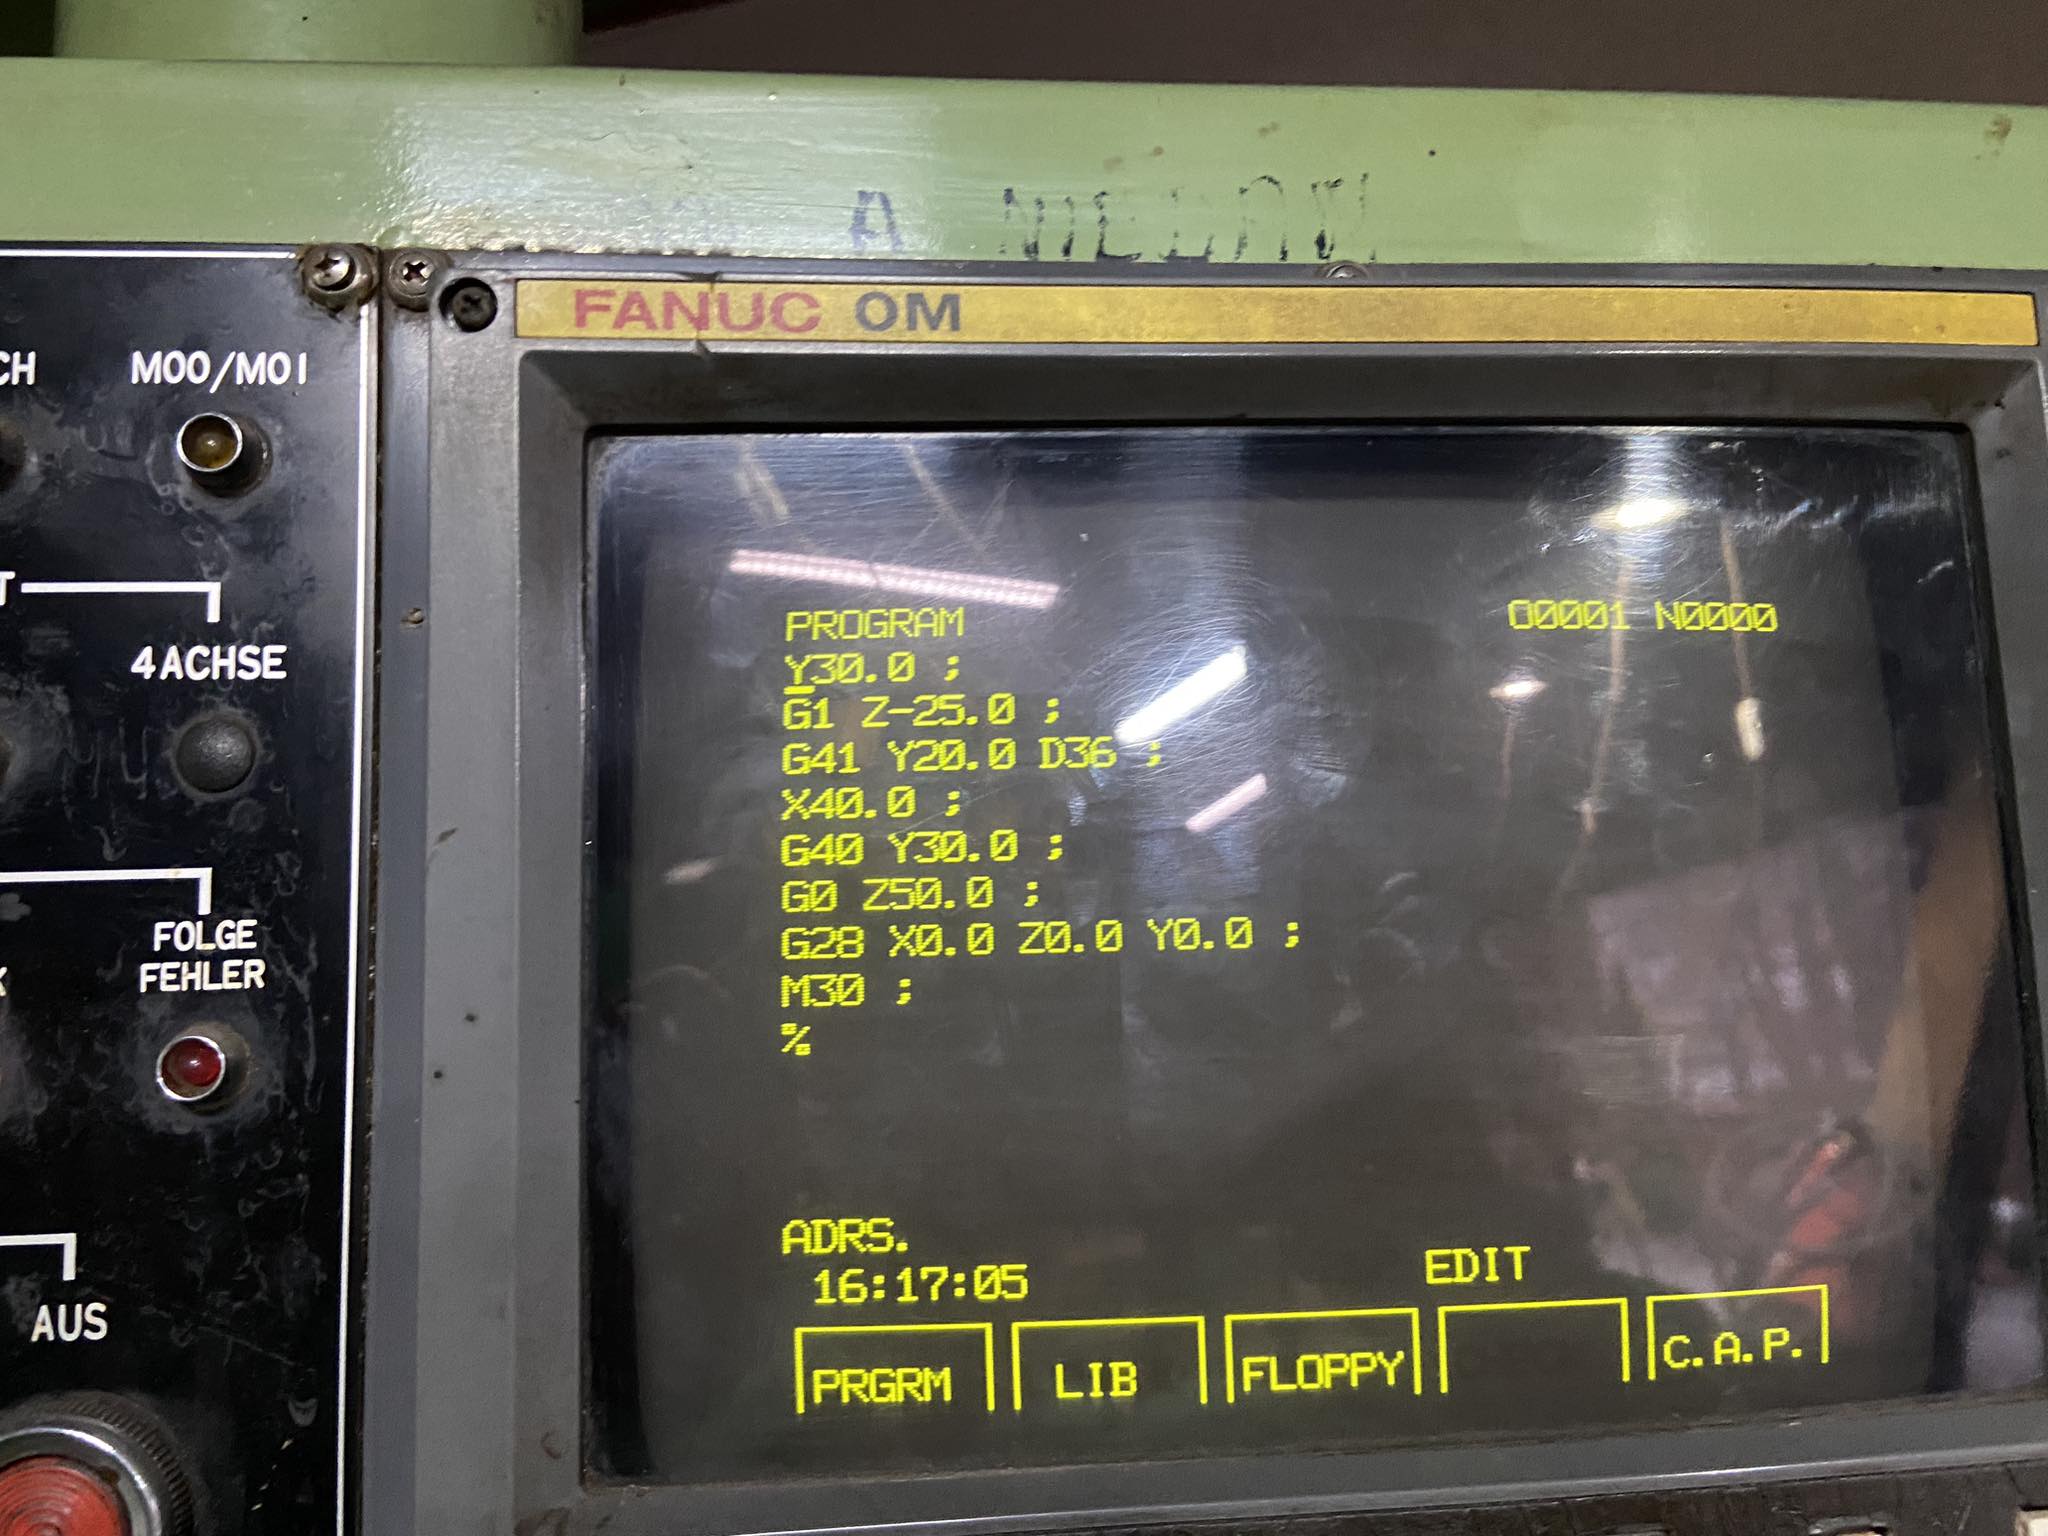 FANUC OM
CH
M00/M01
T
4ACHSE
FOLGE
FEHLER
AUS
PROGRAM O0001 N0000
Y30.0 ;
G1 Z-25.0 ;
G41 Y20.0 D36 ;
X40.0 ;
G40 Y30.0 ;
G0 Z50.0 ;
G28 X0.0 Z0.0 Y0.0 ;
M30 ;
%
ADRS.
16:17:05 EDIT
PRGRM LIB FLOPPY C.A.P.